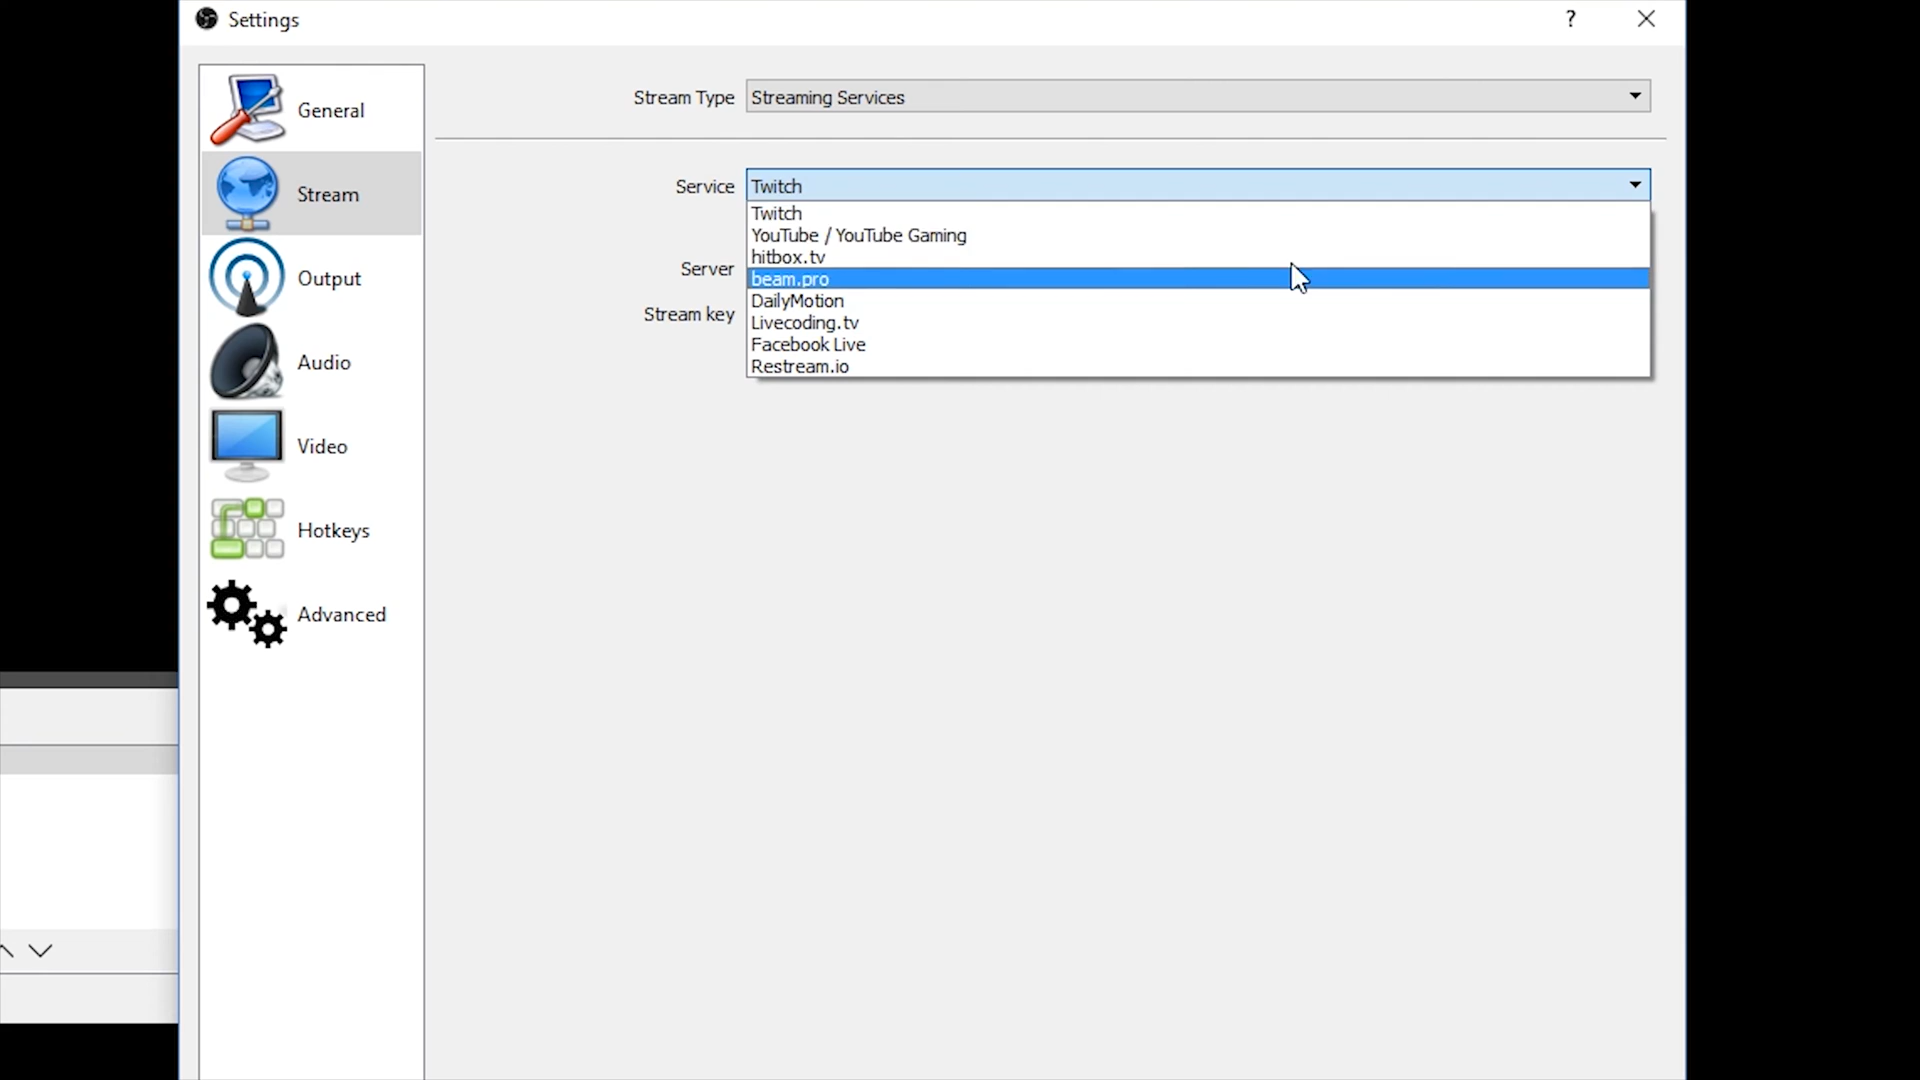 Settings
?
General
Stream
Output
Audio
Video
Hotkeys
Advanced
Stream Type Streaming Services
Service Twitch
Twitch
YouTube / YouTube Gaming
hitbox.tv
Server
beam.pro
DailyMotion
Stream key
Livecoding.tv
Facebook Live
Restream.io